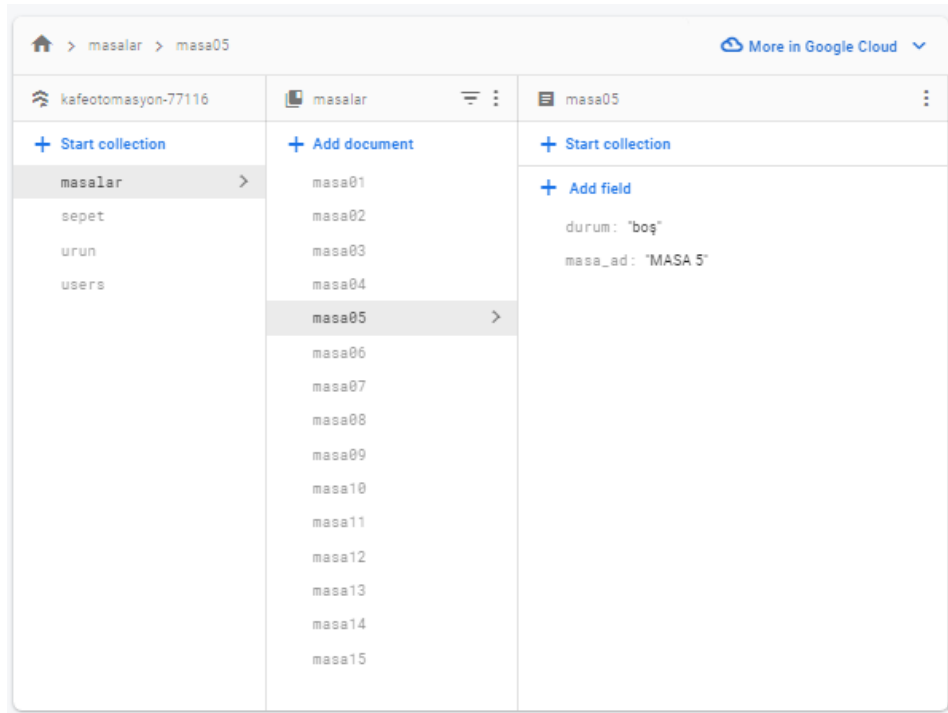 > masalar > masa05
More in Google Cloud
kafeotomasyon-77116
masalar
masa05
+ Start collection
+ Add document
+ Start collection
masalar
sepet
urun
users
masa01
masa02
masa03
masa04
masa05
masa06
masa07
masa08
masa09
masa10
masa11
masa12
masa13
masa14
masa15
+ Add field
durum: "boş"
masa_ad: "MASA 5"